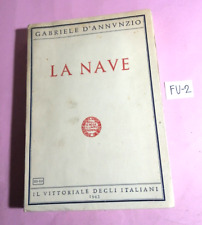 GABRIELE D'ANNVNZIO
LA NAVE
FU-2
IL VITTORIALE DEGLI ITALIANI